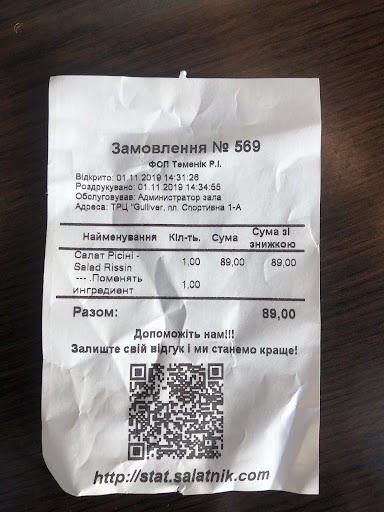 Замовлення № 569
ФОП Теменік Р.І.
Відкрито: 01.11.2019 14:31:26
Роздруковано: 01.11.2019 14:34:55
Обслуговував: Администратор зала
Адреса: ТРЦ "Gulliver, пл. Спортивна 1-А
Найменування Кіл-ть. Сума Сума зі
знижкою
Салат Рісіні -
Salad Rissin 1,00 89,00 89,00
--- .Поменять
ингредиент 1,00
Разом: 89,00
Допоможіть нам!!!
Залиште свій відгук і ми станемо краще!
http://stat.salatnik.com